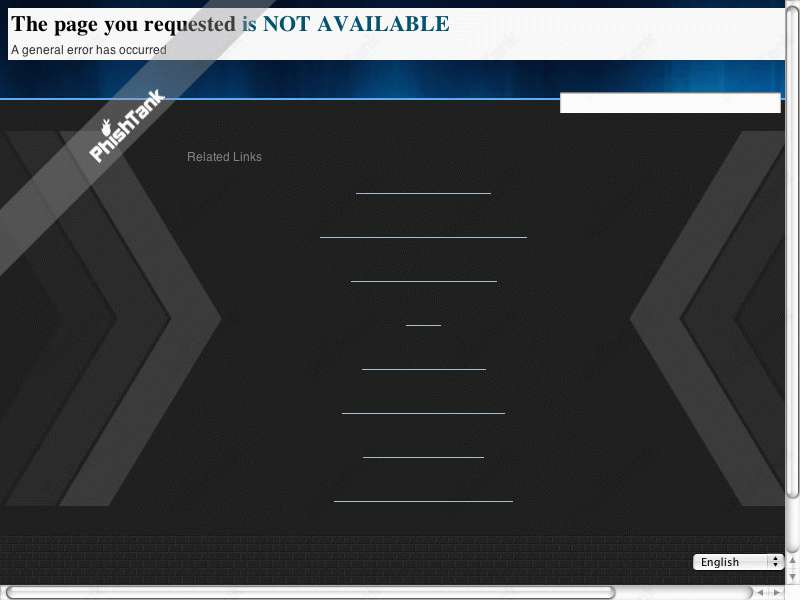 The page you requested is NOT AVAILABLE
A general error has occurred
PhishTank
Related Links
English